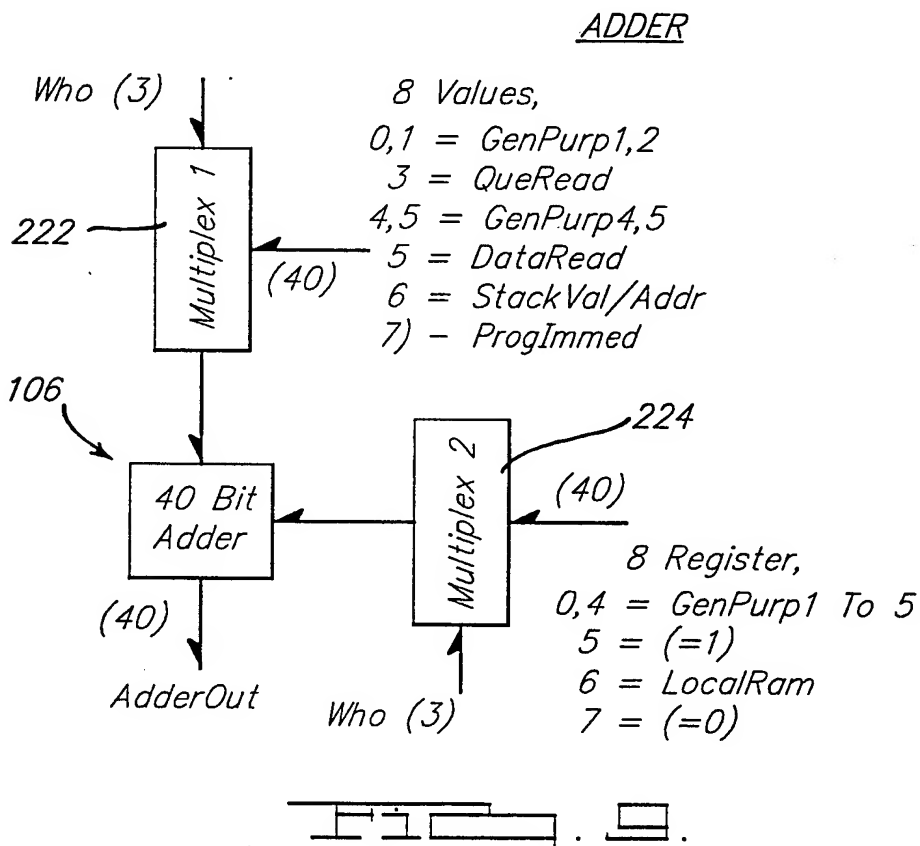 ADDER
Who (3)
8 Values,
0,1 = GenPurp1,2
3 = QueRead
4,5 = GenPurp4,5
5 = DataRead
6 = StackVal/Addr
7) - ProgImmed
222
Multiplex 1
(40)
106
224
40 Bit
Adder
Multiplex 2
(40)
8 Register,
0,4 = GenPurp1 To 5
5 = (=1)
6 = LocalRam
7 = (=0)
(40)
AdderOut
Who (3)